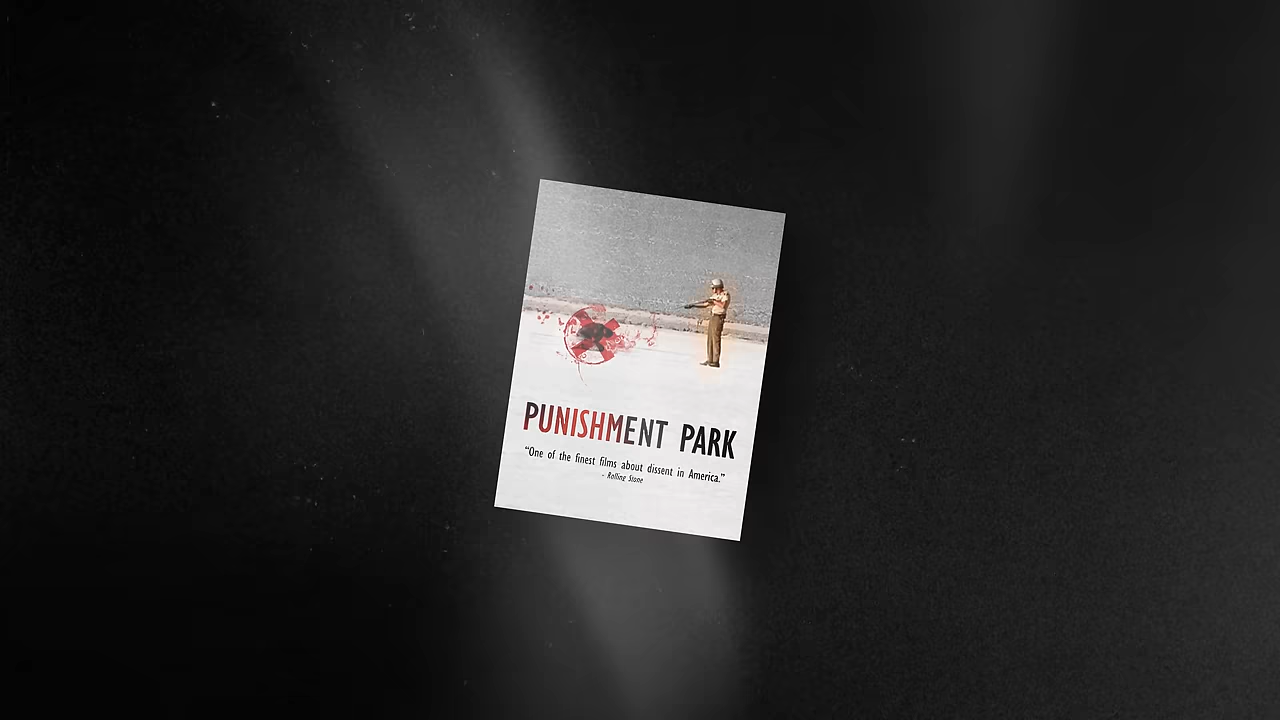 PUNISHMENT PARK
“One of the finest films about dissent in America.”
- Rolling Stone